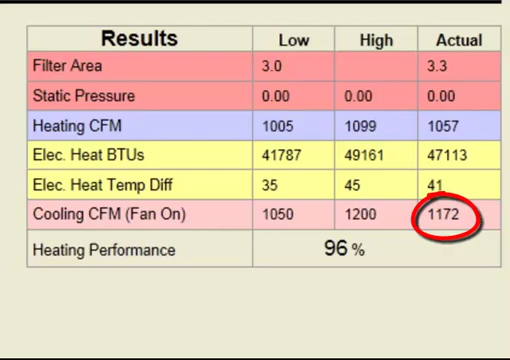 Results Low High Actual
Filter Area 3.0 3.3
Static Pressure 0.00 0.00 0.00
Heating CFM 1005 1099 1057
Elec. Heat BTUs 41787 49161 47113
Elec. Heat Temp Diff 35 45 41
Cooling CFM (Fan On) 1050 1200 1172
Heating Performance 96 %